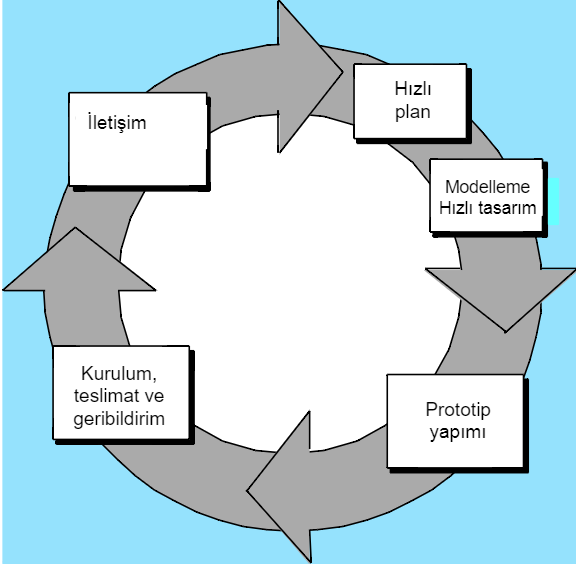 İletişim
Hızlı
plan
Modelleme
Hızlı tasarım
Prototip
yapımı
Kurulum,
teslimat ve
geribildirim